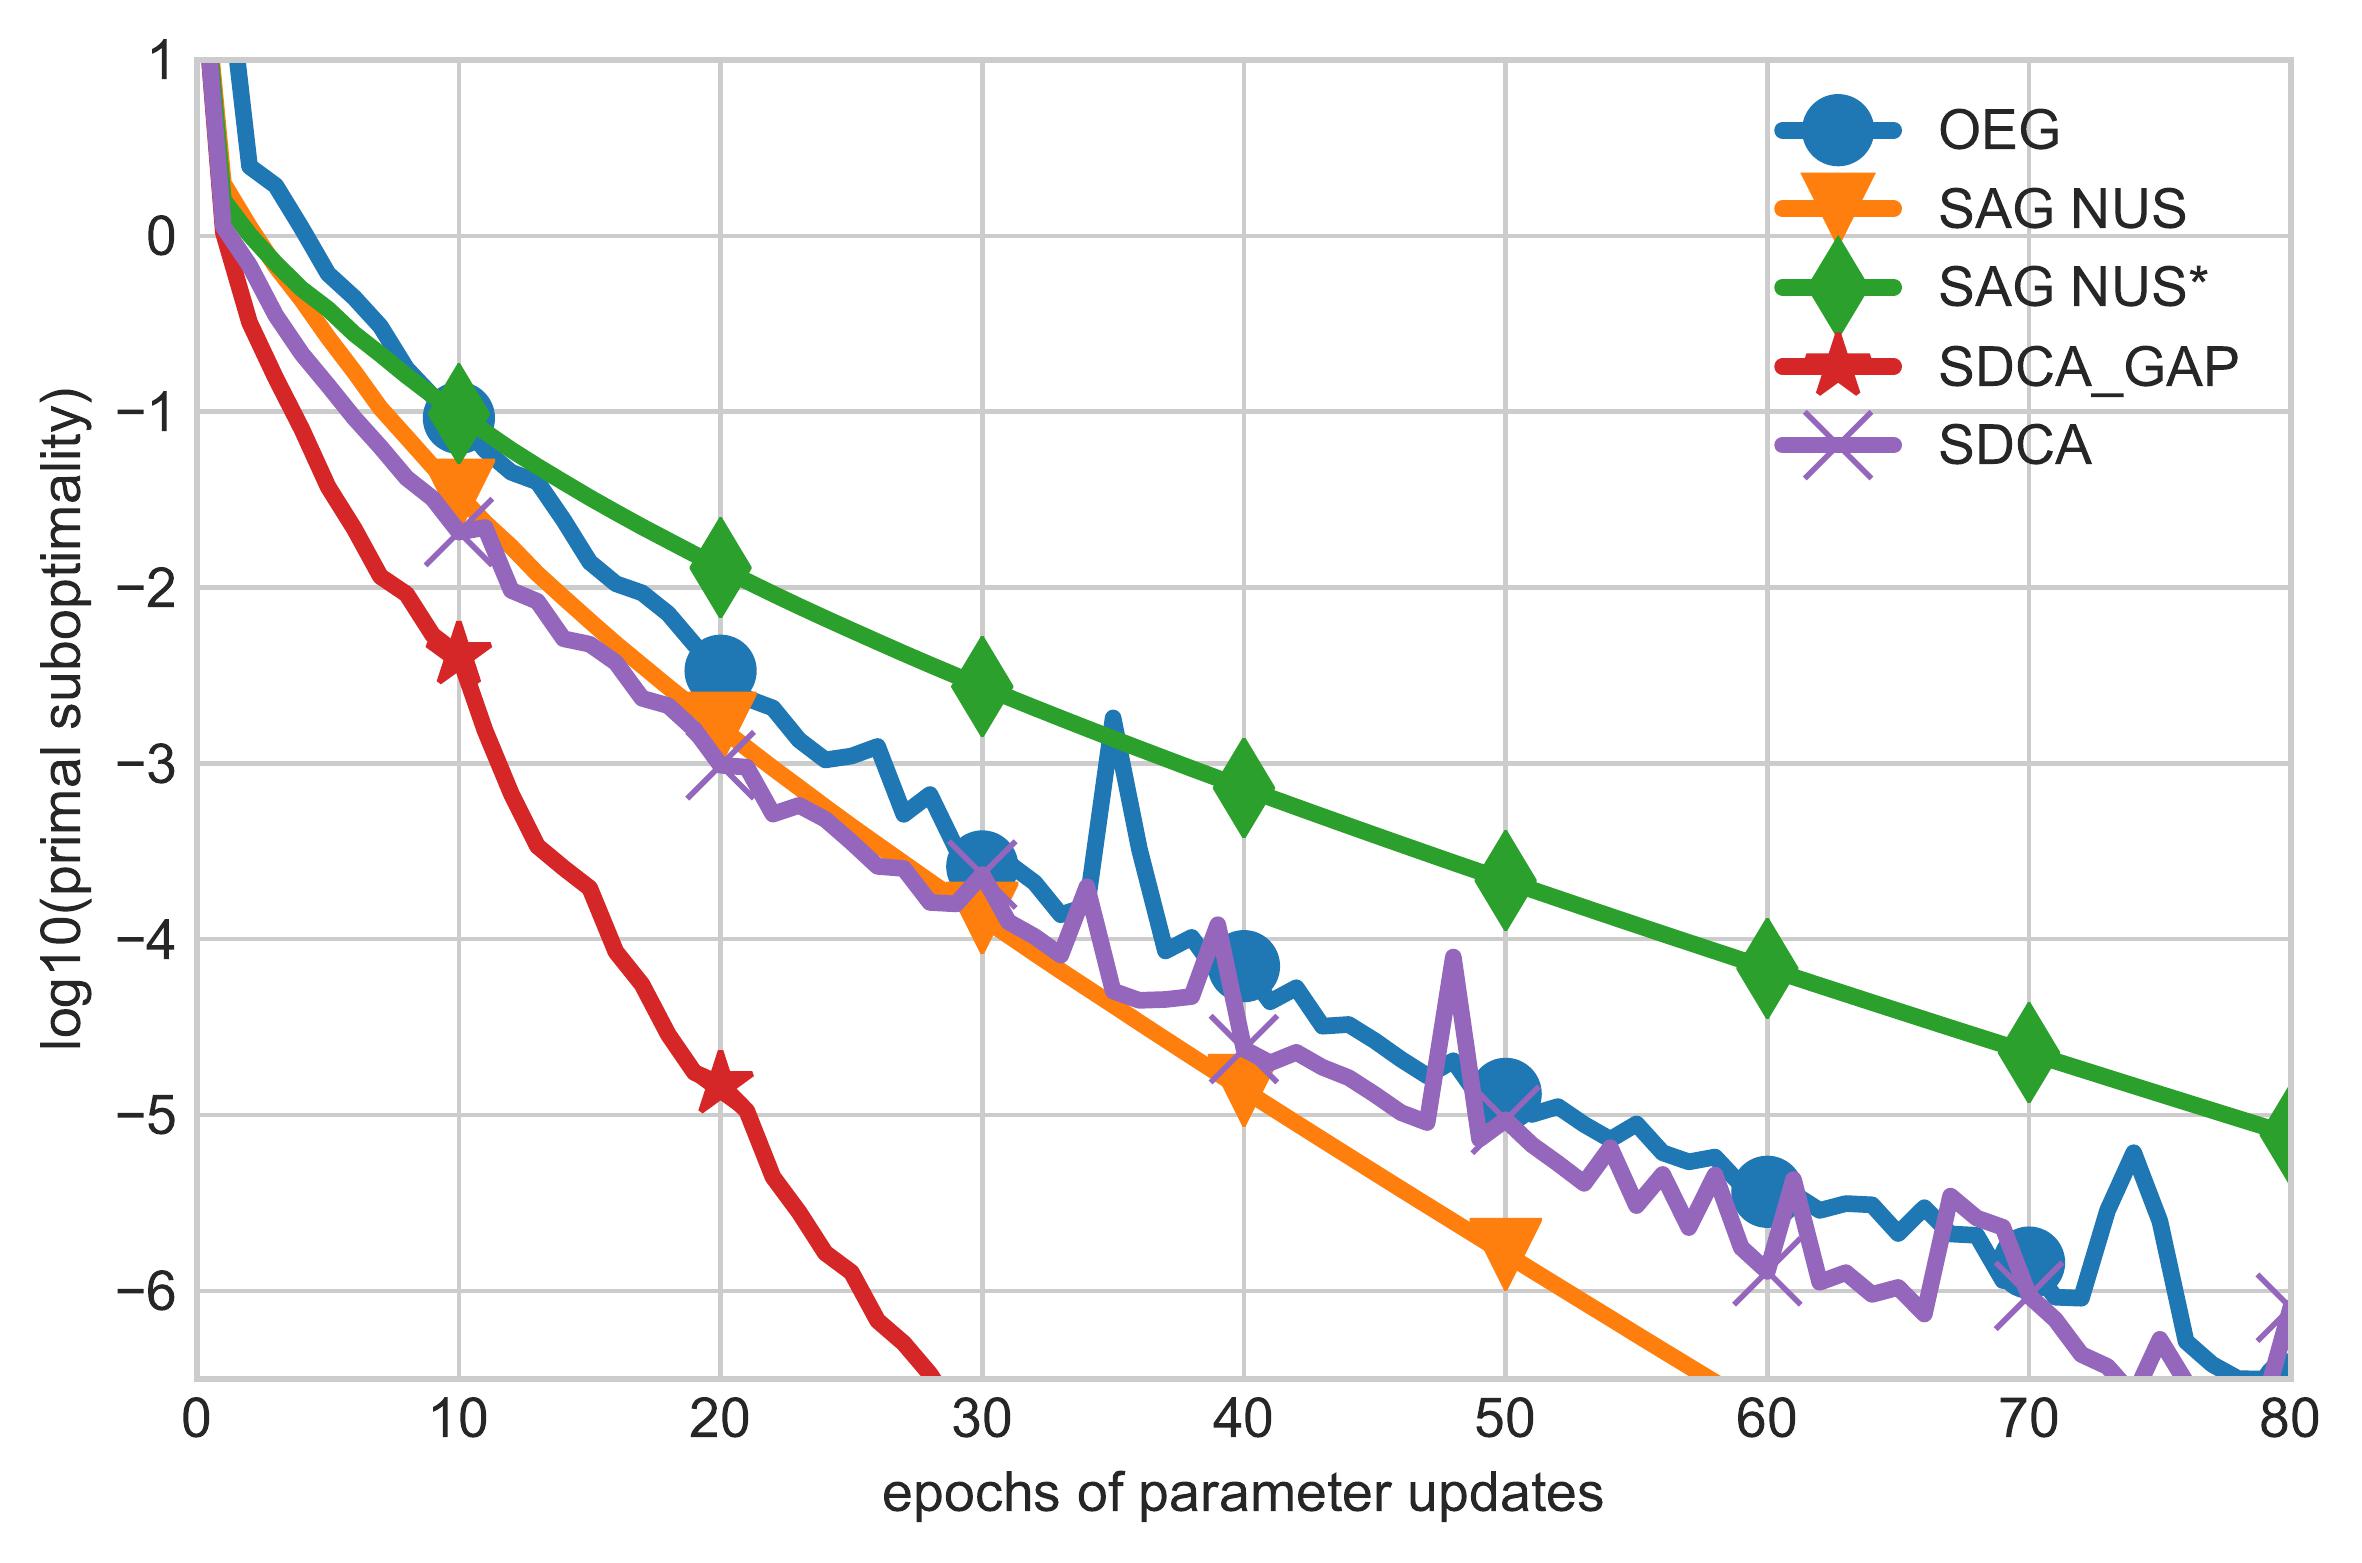 log10(primal suboptimality)
1
0
−1
−2
−3
−4
−5
−6
OEG
SAG NUS
SAG NUS*
SDCA_GAP
SDCA
0 10 20 30 40 50 60 70 80
epochs of parameter updates